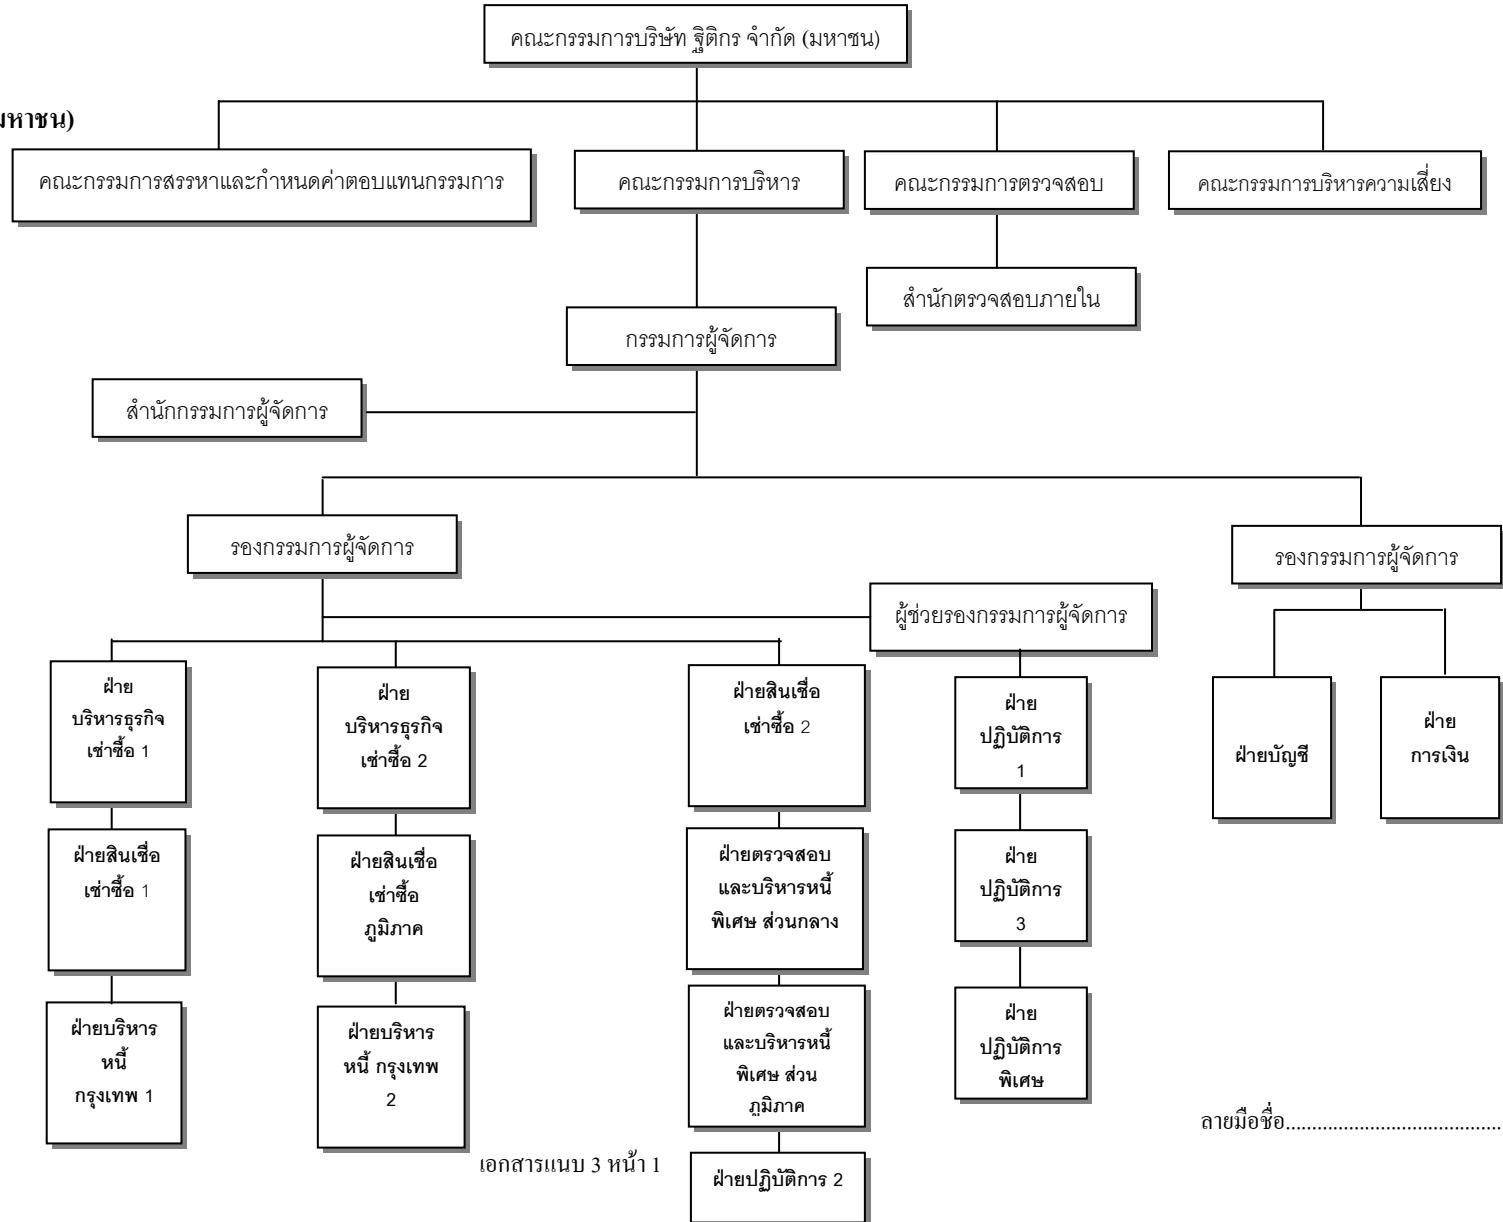 คณะกรรมการบริษัท ฐิติกร จำกัด (มหาชน)
มหาชน)
คณะกรรมการสรรหาและกำหนดค่าตอบแทนกรรมการ
คณะกรรมการบริหาร
คณะกรรมการตรวจสอบ
คณะกรรมการบริหารความเสี่ยง
สำนักตรวจสอบภายใน
กรรมการผู้จัดการ
สำนักกรรมการผู้จัดการ
รองกรรมการผู้จัดการ
รองกรรมการผู้จัดการ
ผู้ช่วยรองกรรมการผู้จัดการ
ฝ่าย
บริหารธุรกิจ
เช่าซื้อ 1
ฝ่าย
บริหารธุรกิจ
เช่าซื้อ 2
ฝ่ายสินเชื่อ
เช่าซื้อ 2
ฝ่าย
ปฏิบัติการ
1
ฝ่ายบัญชี
ฝ่าย
การเงิน
ฝ่ายสินเชื่อ
เช่าซื้อ 1
ฝ่ายสินเชื่อ
เช่าซื้อ
ภูมิภาค
ฝ่ายตรวจสอบ
และบริหารหนี้
พิเศษ ส่วนกลาง
ฝ่าย
ปฏิบัติการ
3
ฝ่ายบริหาร
หนี้
กรุงเทพ 1
ฝ่ายบริหาร
หนี้ กรุงเทพ
2
ฝ่ายตรวจสอบ
และบริหารหนี้
พิเศษ ส่วน
ภูมิภาค
ฝ่าย
ปฏิบัติการ
พิเศษ
ลายมือชื่อ.........................................
เอกสารแนบ 3 หน้า 1
ฝ่ายปฏิบัติการ 2